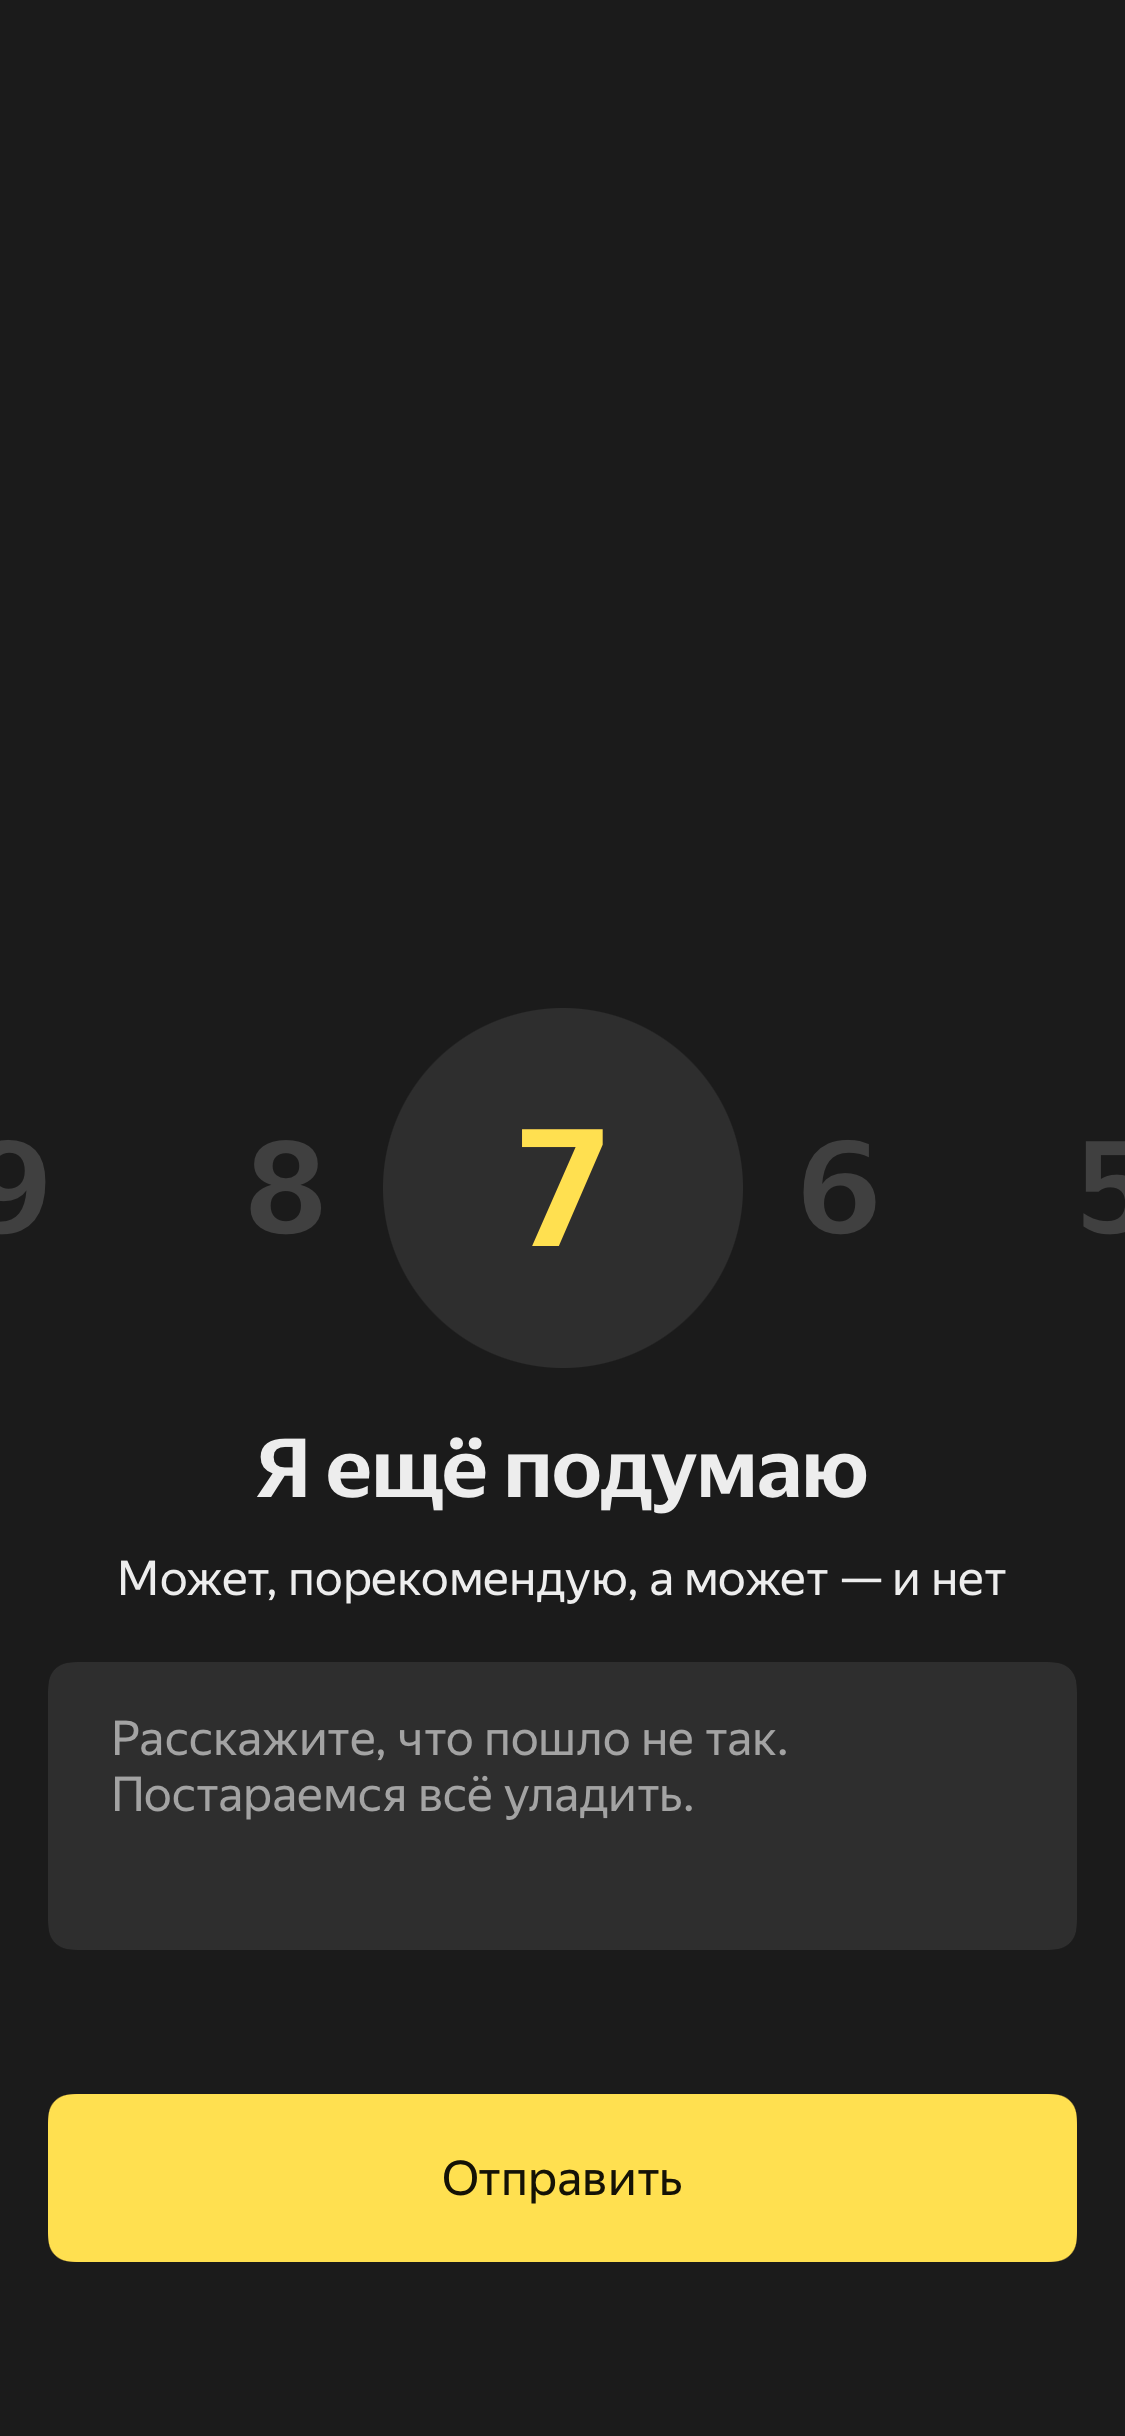 9 8 7 6 5
Я ещё подумаю
Может, порекомендую, а может — и нет
Расскажите, что пошло не так.
Постараемся всё уладить.
Отправить